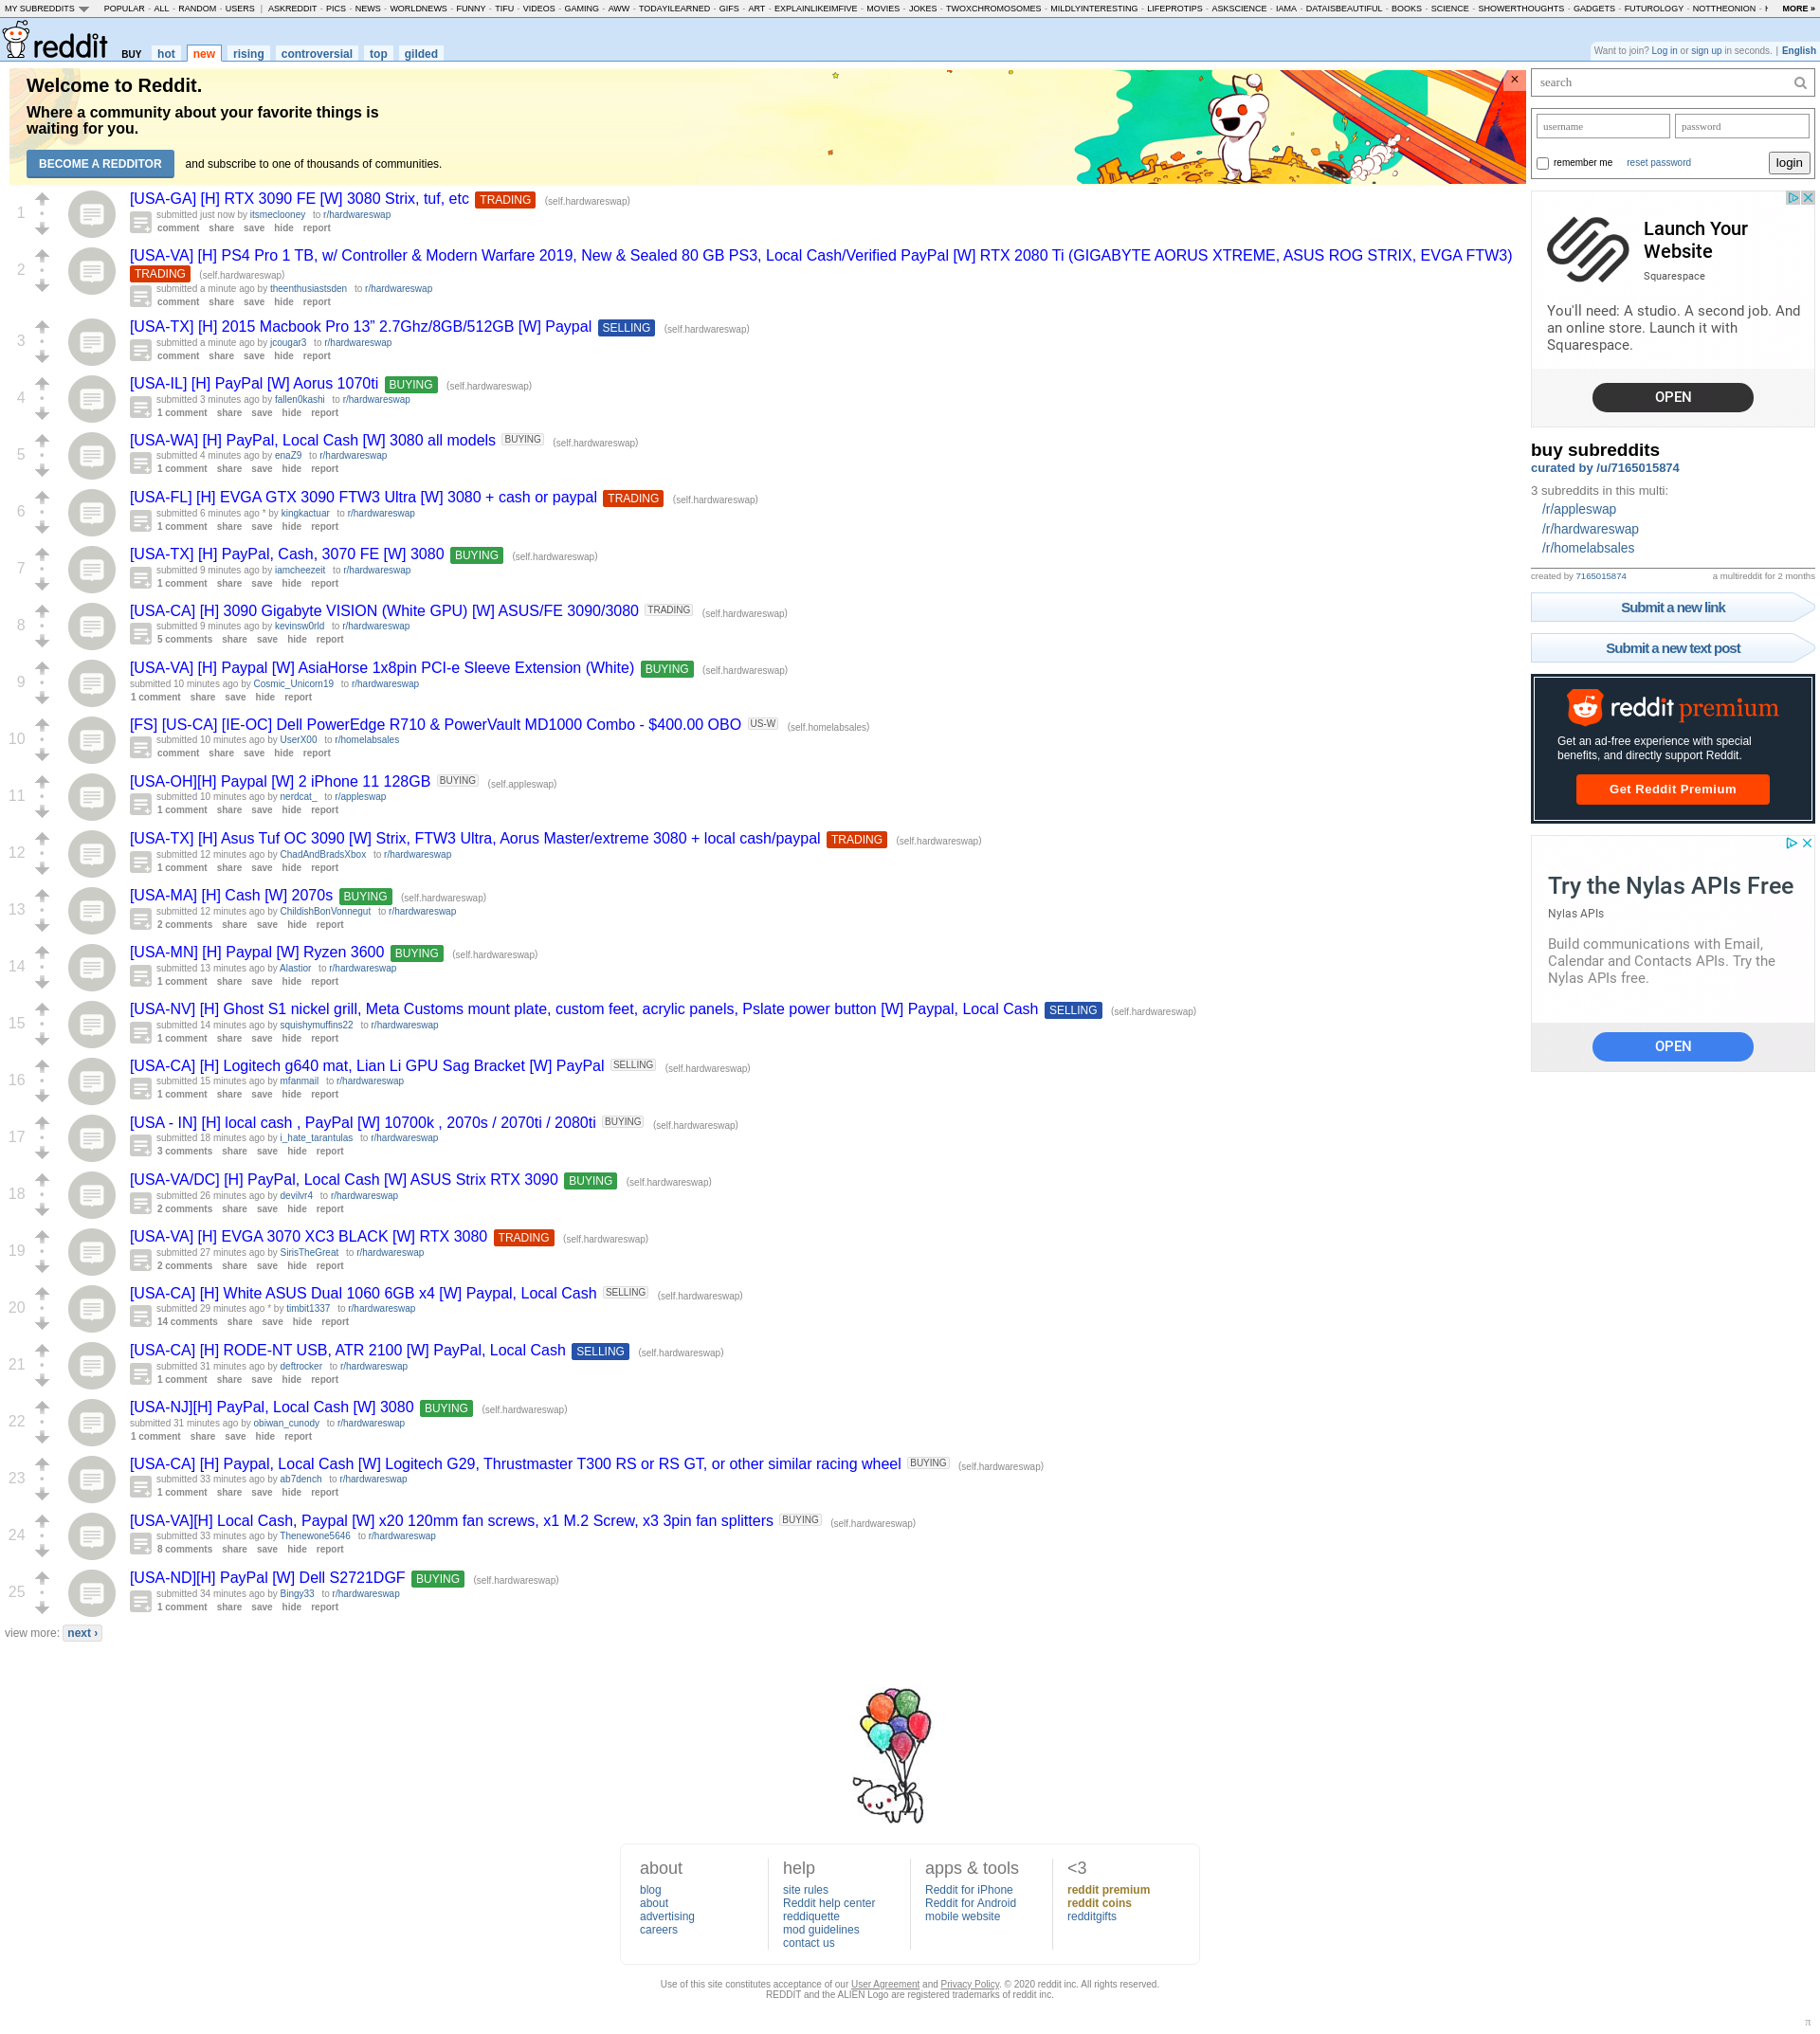 MY SUBREDDITS POPULAR - ALL - RANDOM - USERS | ASKREDDIT - PICS - NEWS - WORLDNEWS - FUNNY - TIFU - VIDEOS - GAMING - AWW - TODAYILEARNED - GIFS - ART - EXPLAINLIKEIMFIVE - MOVIES - JOKES - TWOXCHROMOSOMES - MILDLYINTERESTING - LIFEPROTIPS - ASKSCIENCE - IAMA - DATAISBEAUTIFUL - BOOKS - SCIENCE - SHOWERTHOUGHTS - GADGETS - FUTUROLOGY - NOTTHEONION - MORE »
reddit BUY hot new rising controversial top gilded
Want to join? Log in or sign up in seconds. | English
Welcome to Reddit.
Where a community about your favorite things is
waiting for you.
BECOME A REDDITOR and subscribe to one of thousands of communities.
1
[USA-GA] [H] RTX 3090 FE [W] 3080 Strix, tuf, etc TRADING (self.hardwareswap)
submitted just now by itsmeclooney to r/hardwareswap
comment share save hide report
2
[USA-VA] [H] PS4 Pro 1 TB, w/ Controller & Modern Warfare 2019, New & Sealed 80 GB PS3, Local Cash/Verified PayPal [W] RTX 2080 Ti (GIGABYTE AORUS XTREME, ASUS ROG STRIX, EVGA FTW3)
TRADING (self.hardwareswap)
submitted a minute ago by theenthusiastsden to r/hardwareswap
comment share save hide report
3
[USA-TX] [H] 2015 Macbook Pro 13” 2.7Ghz/8GB/512GB [W] Paypal SELLING (self.hardwareswap)
submitted a minute ago by jcougar3 to r/hardwareswap
comment share save hide report
4
[USA-IL] [H] PayPal [W] Aorus 1070ti BUYING (self.hardwareswap)
submitted 3 minutes ago by fallen0kashi to r/hardwareswap
1 comment share save hide report
5
[USA-WA] [H] PayPal, Local Cash [W] 3080 all models BUYING (self.hardwareswap)
submitted 4 minutes ago by enaZ9 to r/hardwareswap
1 comment share save hide report
6
[USA-FL] [H] EVGA GTX 3090 FTW3 Ultra [W] 3080 + cash or paypal TRADING (self.hardwareswap)
submitted 6 minutes ago * by kingkactuar to r/hardwareswap
1 comment share save hide report
7
[USA-TX] [H] PayPal, Cash, 3070 FE [W] 3080 BUYING (self.hardwareswap)
submitted 9 minutes ago by iamcheezeit to r/hardwareswap
1 comment share save hide report
8
[USA-CA] [H] 3090 Gigabyte VISION (White GPU) [W] ASUS/FE 3090/3080 TRADING (self.hardwareswap)
submitted 9 minutes ago by kevinsw0rld to r/hardwareswap
5 comments share save hide report
9
[USA-VA] [H] Paypal [W] AsiaHorse 1x8pin PCI-e Sleeve Extension (White) BUYING (self.hardwareswap)
submitted 10 minutes ago by Cosmic_Unicorn19 to r/hardwareswap
1 comment share save hide report
10
[FS] [US-CA] [IE-OC] Dell PowerEdge R710 & PowerVault MD1000 Combo - $400.00 OBO US-W (self.homelabsales)
submitted 10 minutes ago by UserX00 to r/homelabsales
comment share save hide report
11
[USA-OH][H] Paypal [W] 2 iPhone 11 128GB BUYING (self.appleswap)
submitted 10 minutes ago by nerdcat_ to r/appleswap
1 comment share save hide report
12
[USA-TX] [H] Asus Tuf OC 3090 [W] Strix, FTW3 Ultra, Aorus Master/extreme 3080 + local cash/paypal TRADING (self.hardwareswap)
submitted 12 minutes ago by ChadAndBradsXbox to r/hardwareswap
1 comment share save hide report
13
[USA-MA] [H] Cash [W] 2070s BUYING (self.hardwareswap)
submitted 12 minutes ago by ChildishBonVonnegut to r/hardwareswap
2 comments share save hide report
14
[USA-MN] [H] Paypal [W] Ryzen 3600 BUYING (self.hardwareswap)
submitted 13 minutes ago by Alastior to r/hardwareswap
1 comment share save hide report
15
[USA-NV] [H] Ghost S1 nickel grill, Meta Customs mount plate, custom feet, acrylic panels, Pslate power button [W] Paypal, Local Cash SELLING (self.hardwareswap)
submitted 14 minutes ago by squishymuffins22 to r/hardwareswap
1 comment share save hide report
16
[USA-CA] [H] Logitech g640 mat, Lian Li GPU Sag Bracket [W] PayPal SELLING (self.hardwareswap)
submitted 15 minutes ago by mfanmail to r/hardwareswap
1 comment share save hide report
17
[USA - IN] [H] local cash , PayPal [W] 10700k , 2070s / 2070ti / 2080ti BUYING (self.hardwareswap)
submitted 18 minutes ago by i_hate_tarantulas to r/hardwareswap
3 comments share save hide report
18
[USA-VA/DC] [H] PayPal, Local Cash [W] ASUS Strix RTX 3090 BUYING (self.hardwareswap)
submitted 26 minutes ago by devilvr4 to r/hardwareswap
2 comments share save hide report
19
[USA-VA] [H] EVGA 3070 XC3 BLACK [W] RTX 3080 TRADING (self.hardwareswap)
submitted 27 minutes ago by SirisTheGreat to r/hardwareswap
2 comments share save hide report
20
[USA-CA] [H] White ASUS Dual 1060 6GB x4 [W] Paypal, Local Cash SELLING (self.hardwareswap)
submitted 29 minutes ago * by timbit1337 to r/hardwareswap
14 comments share save hide report
21
[USA-CA] [H] RODE-NT USB, ATR 2100 [W] PayPal, Local Cash SELLING (self.hardwareswap)
submitted 31 minutes ago by deftrocker to r/hardwareswap
1 comment share save hide report
22
[USA-NJ][H] PayPal, Local Cash [W] 3080 BUYING (self.hardwareswap)
submitted 31 minutes ago by obiwan_cunody to r/hardwareswap
1 comment share save hide report
23
[USA-CA] [H] Paypal, Local Cash [W] Logitech G29, Thrustmaster T300 RS or RS GT, or other similar racing wheel BUYING (self.hardwareswap)
submitted 33 minutes ago by ab7dench to r/hardwareswap
1 comment share save hide report
24
[USA-VA][H] Local Cash, Paypal [W] x20 120mm fan screws, x1 M.2 Screw, x3 3pin fan splitters BUYING (self.hardwareswap)
submitted 33 minutes ago by Thenewone5646 to r/hardwareswap
8 comments share save hide report
25
[USA-ND][H] PayPal [W] Dell S2721DGF BUYING (self.hardwareswap)
submitted 34 minutes ago by Bingy33 to r/hardwareswap
1 comment share save hide report
view more: next ›
search
username password
remember me reset password login
Launch Your
Website
Squarespace
You'll need: A studio. A second job. And
an online store. Launch it with
Squarespace.
OPEN
buy subreddits
curated by /u/7165015874
3 subreddits in this multi:
/r/appleswap
/r/hardwareswap
/r/homelabsales
created by 7165015874 a multireddit for 2 months
Submit a new link
Submit a new text post
reddit premium
Get an ad-free experience with special
benefits, and directly support Reddit.
Get Reddit Premium
Try the Nylas APIs Free
Nylas APIs
Build communications with Email,
Calendar and Contacts APIs. Try the
Nylas APIs free.
OPEN
about
blog
about
advertising
careers
help
site rules
Reddit help center
reddiquette
mod guidelines
contact us
apps & tools
Reddit for iPhone
Reddit for Android
mobile website
<3
reddit premium
reddit coins
redditgifts
Use of this site constitutes acceptance of our User Agreement and Privacy Policy. © 2020 reddit inc. All rights reserved.
REDDIT and the ALIEN Logo are registered trademarks of reddit inc.
π